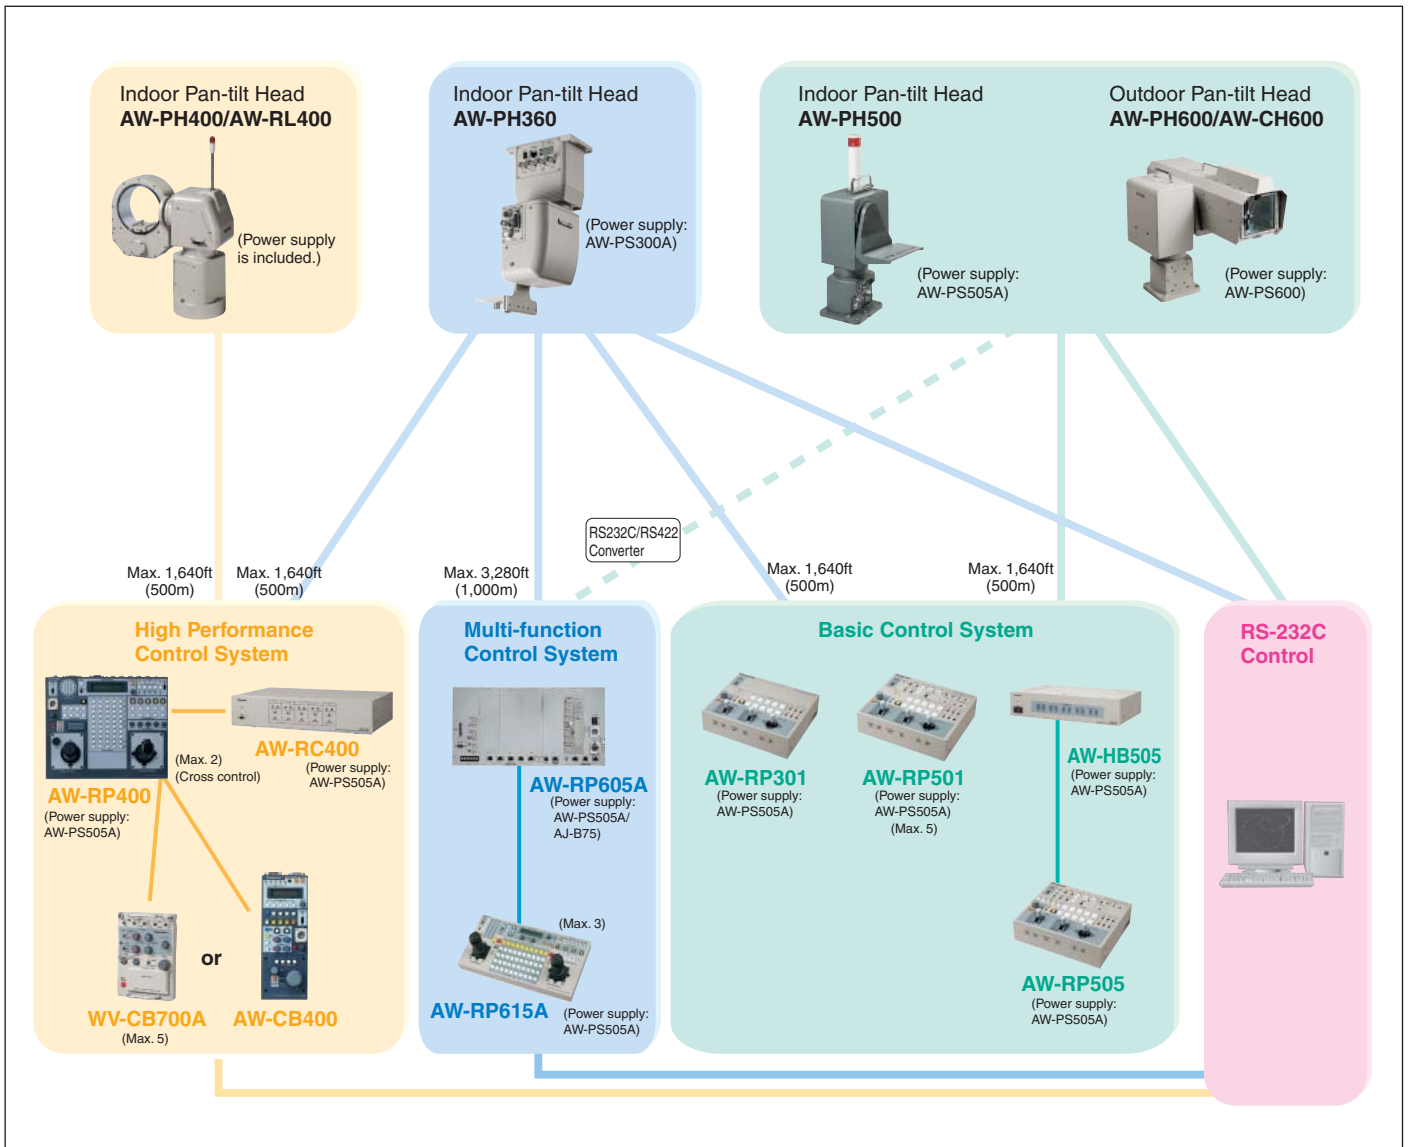 Indoor Pan-tilt Head
AW-PH400/AW-RL400
(Power supply
is included.)
Indoor Pan-tilt Head
AW-PH360
(Power supply:
AW-PS300A)
Indoor Pan-tilt Head
AW-PH500
(Power supply:
AW-PS505A)
Outdoor Pan-tilt Head
AW-PH600/AW-CH600
(Power supply:
AW-PS600)
RS232C/RS422
Converter
Max. 1,640ft
(500m)
Max. 1,640ft
(500m)
Max. 3,280ft
(1,000m)
Max. 1,640ft
(500m)
Max. 1,640ft
(500m)
High Performance
Control System
AW-RP400
(Power supply:
AW-PS505A)
(Max. 2)
(Cross control)
AW-RC400
(Power supply:
AW-PS505A)
WV-CB700A
(Max. 5)
or
AW-CB400
Multi-function
Control System
AW-RP605A
(Power supply:
AW-PS505A/
AJ-B75)
(Max. 3)
AW-RP615A
(Power supply:
AW-PS505A)
Basic Control System
AW-RP301
(Power supply:
AW-PS505A)
AW-RP501
(Power supply:
AW-PS505A)
(Max. 5)
AW-HB505
(Power supply:
AW-PS505A)
AW-RP505
(Power supply:
AW-PS505A)
RS-232C
Control